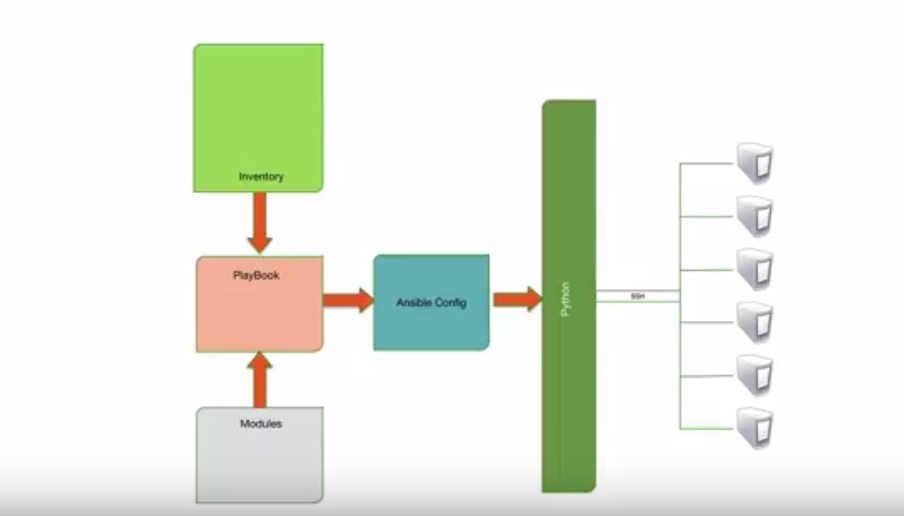 Inventory
PlayBook
Ansible Config
Python
SSH
Modules